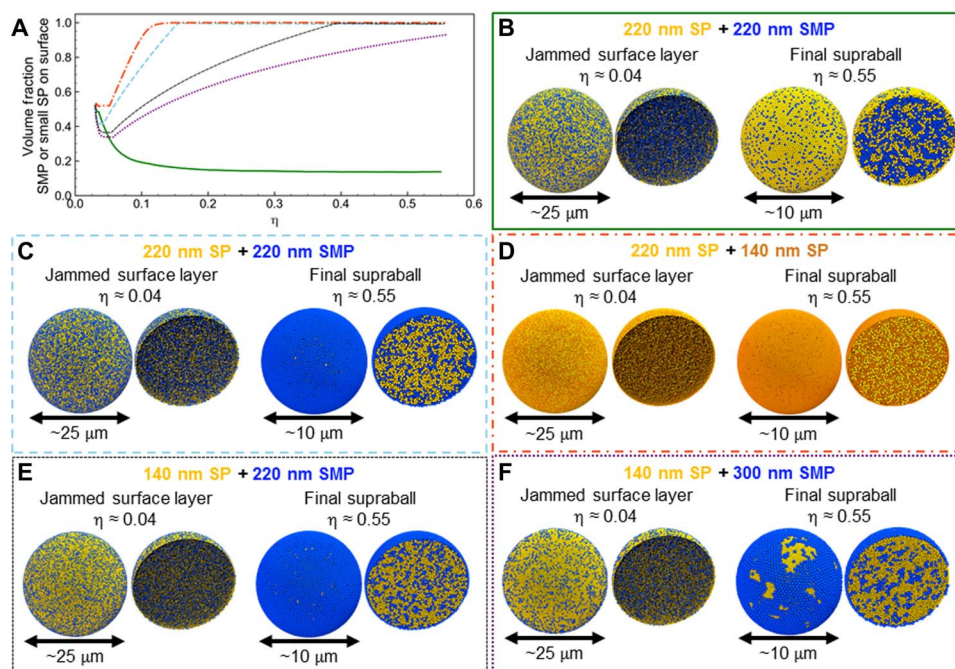 A
Volume fraction
SMP or small SP on surface
1.0
0.8
0.6
0.4
0.2
0.0
0.0 0.1 0.2 0.3 0.4 0.5 0.6
η
B
220 nm SP + 220 nm SMP
Jammed surface layer Final supraball
η ≈ 0.04 η ≈ 0.55
~25 μm ~10 μm
C
220 nm SP + 220 nm SMP
Jammed surface layer Final supraball
η ≈ 0.04 η ≈ 0.55
~25 μm ~10 μm
D
220 nm SP + 140 nm SP
Jammed surface layer Final supraball
η ≈ 0.04 η ≈ 0.55
~25 μm ~10 μm
E
140 nm SP + 220 nm SMP
Jammed surface layer Final supraball
η ≈ 0.04 η ≈ 0.55
~25 μm ~10 μm
F
140 nm SP + 300 nm SMP
Jammed surface layer Final supraball
η ≈ 0.04 η ≈ 0.55
~25 μm ~10 μm